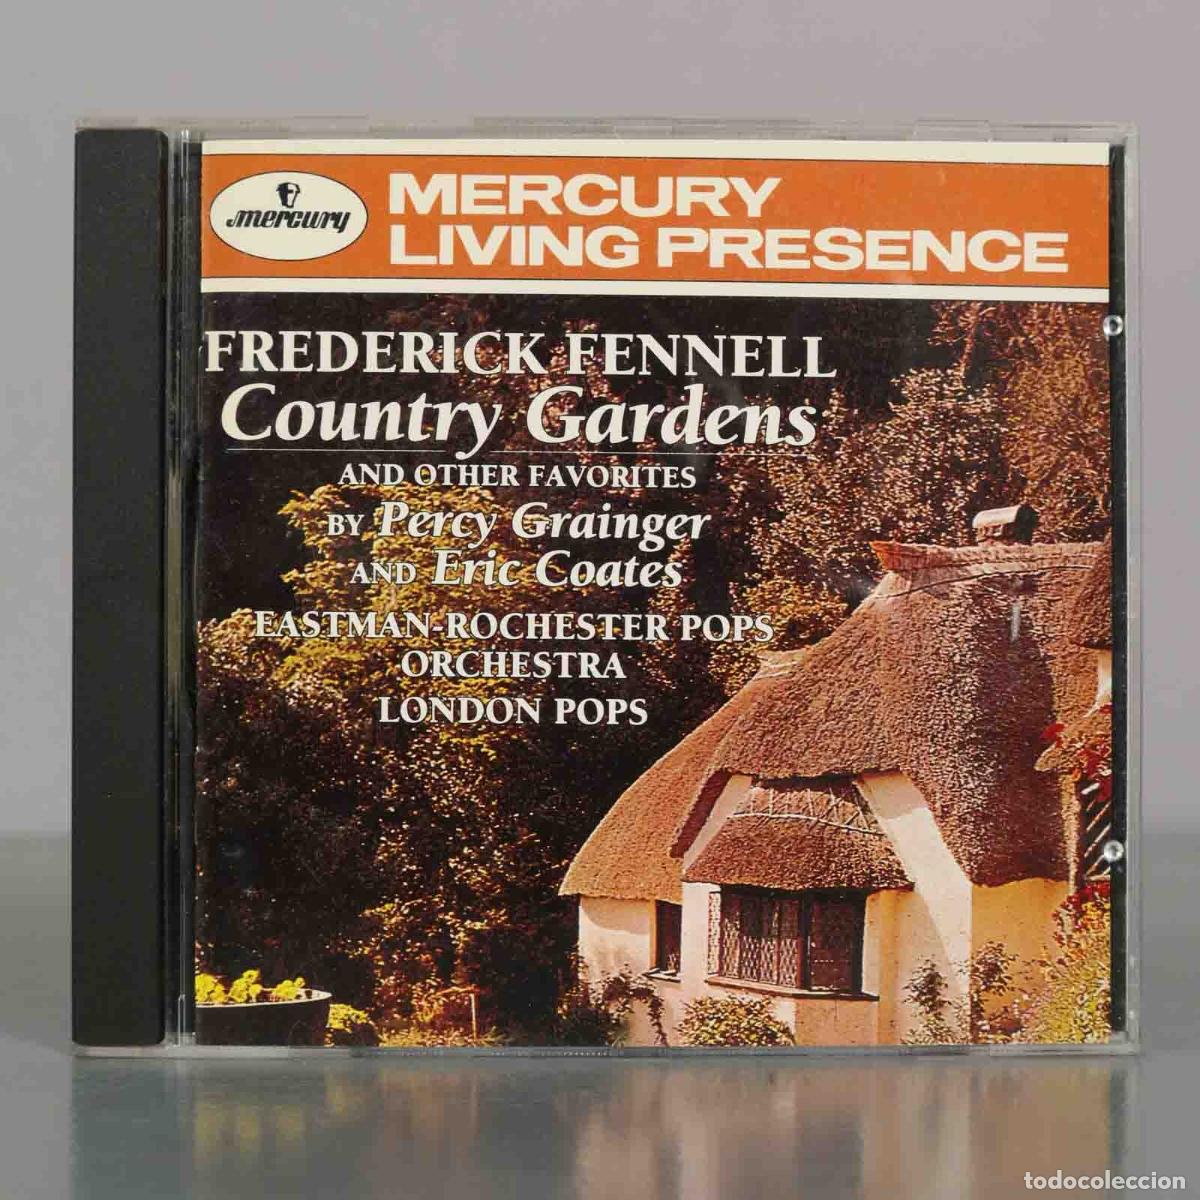 mercury
MERCURY
LIVING PRESENCE
FREDERICK FENNELL
Country Gardens
AND OTHER FAVORITES
BY Percy Grainger
AND Eric Coates
EASTMAN-ROCHESTER POPS
ORCHESTRA
LONDON POPS
todocoleccion